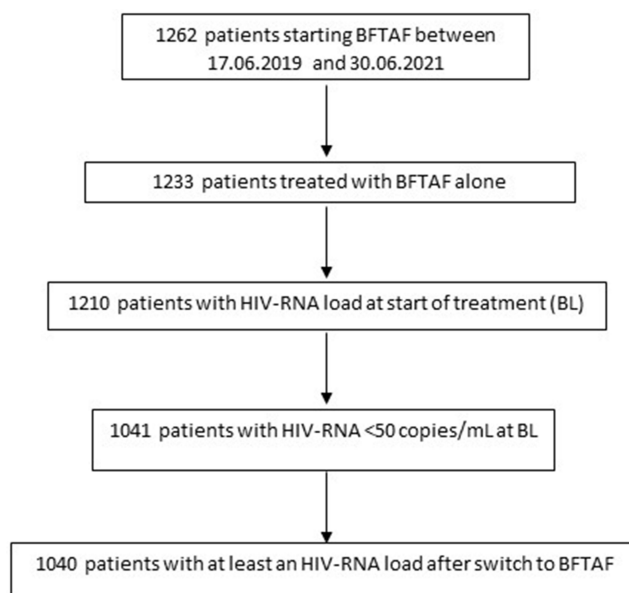 1262 patients starting BFTAF between
17.06.2019 and 30.06.2021
1233 patients treated with BFTAF alone
1210 patients with HIV-RNA load at start of treatment (BL)
1041 patients with HIV-RNA <50 copies/mL at BL
1040 patients with at least an HIV-RNA load after switch to BFTAF